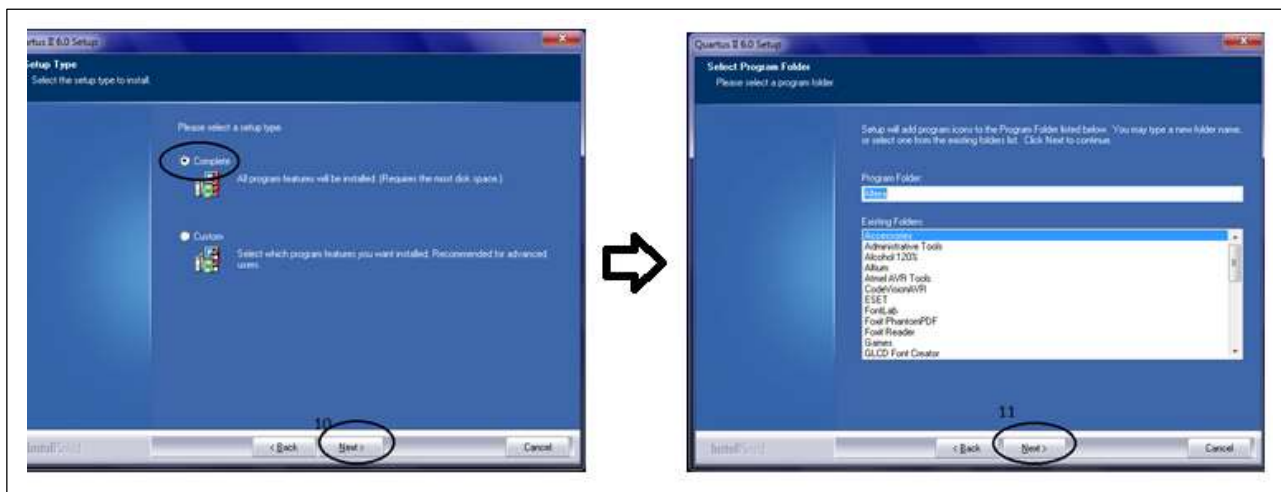 rtus II 6.0 Setup
Setup Type
Select the setup type to install.
Please select a setup type.
Complete
All program features will be installed. (Requires the most disk space.)
Custom
Select which program features you want installed. Recommended for advanced
users.
10
InstallShield
< Back
Next >
Cancel
Quartus II 6.0 Setup
Select Program Folder
Please select a program folder.
Setup will add program icons to the Program Folder listed below. You may type a new folder name,
or select one from the existing folders list. Click Next to continue.
Program Folder:
Altera
Existing Folders:
Accessories
Administrative Tools
Alcohol 120%
Altium
Atmel AVR Tools
CodeVisionAVR
ESET
FontLab
Foxit PhantomPDF
Foxit Reader
Games
GLCD Font Creator
11
InstallShield
< Back
Next >
Cancel